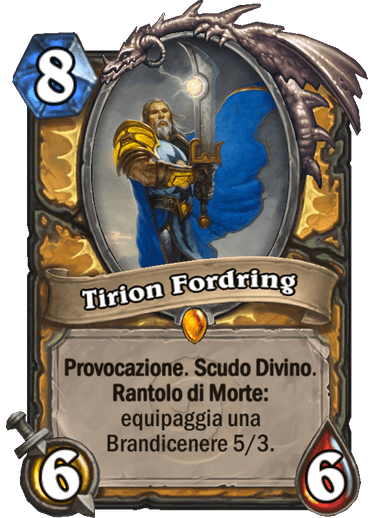 8
Tirion Fordring
Provocazione. Scudo Divino.
Rantolo di Morte:
equipaggia una
Brandicenere 5/3.
6
6